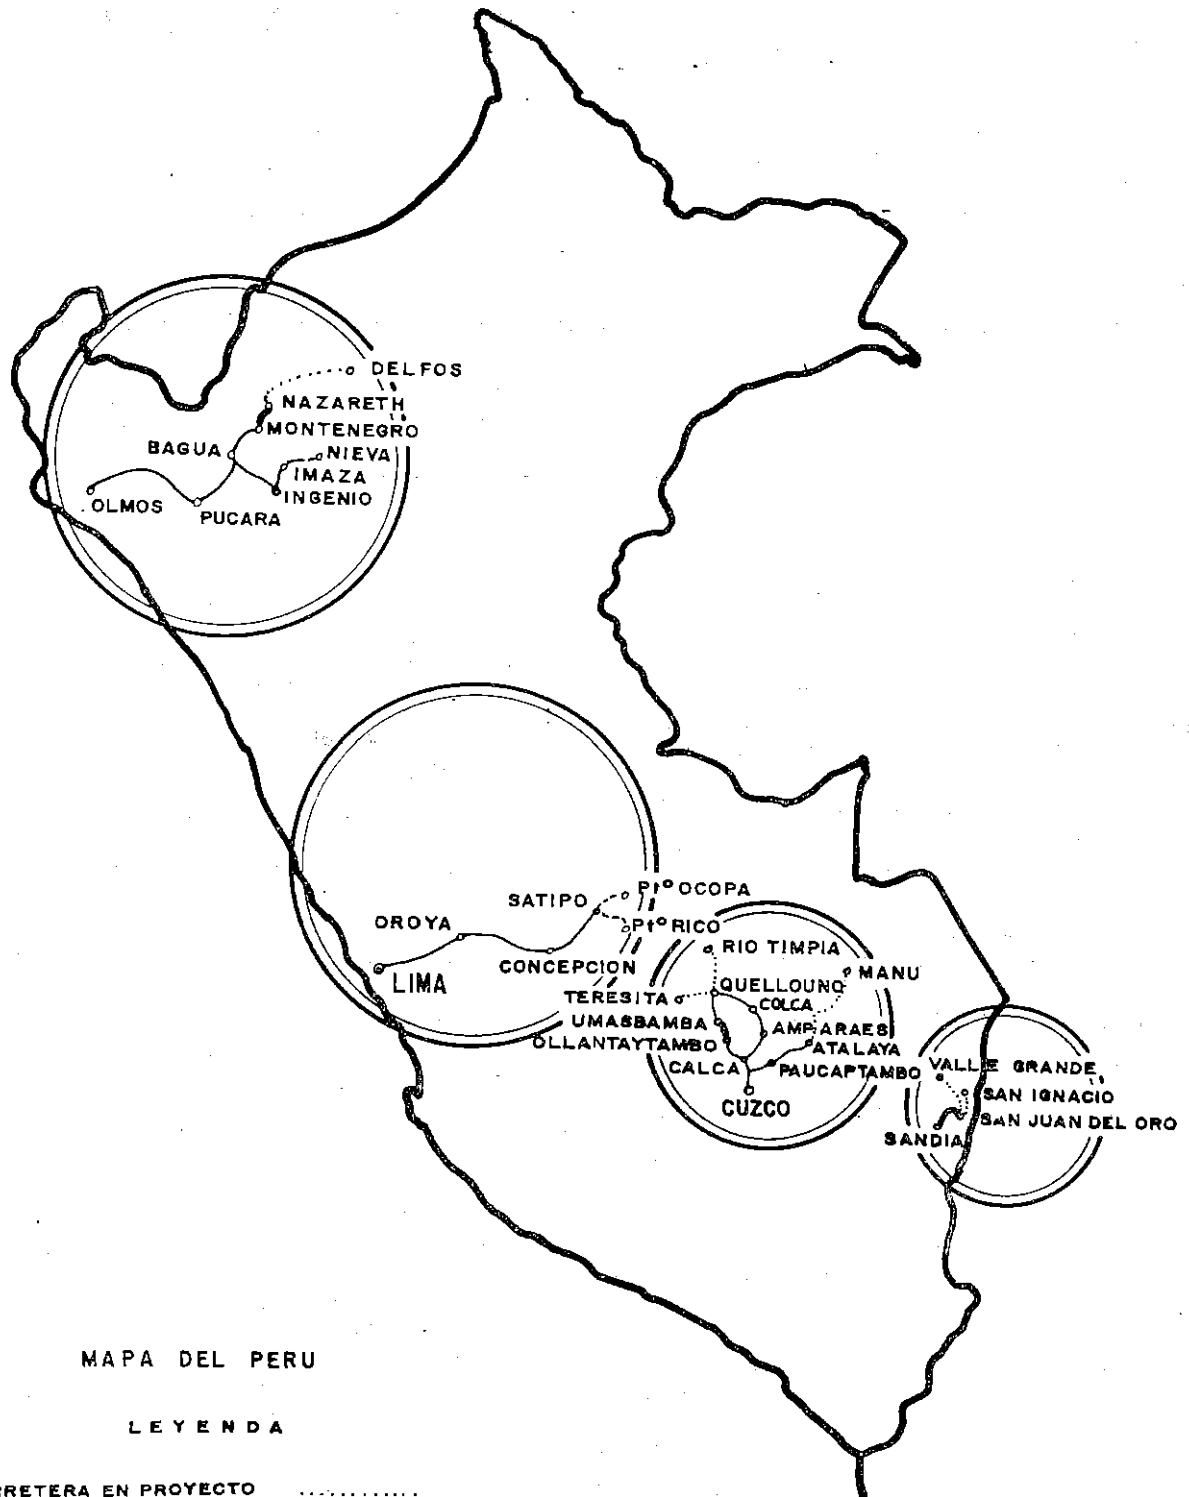 DELFOS
NAZARETH
MONTENEGRO
BAGUA
NIEVA
IMAZA
INGENIO
OLMOS
PUCARA
Pto OCOPA
SATIPO
OROYA
Pto RICO
CONCEPCION
LIMA
RIO TIMPIA
MANU
QUELLOUNO
TERESITA
COLCA
UMASBAMBA
AMPARAES
OLLANTAYTAMBO
ATALAYA
CALCA
PAUCAPTAMBO
VALLE GRANDE
CUZCO
SAN IGNACIO
SAN JUAN DEL ORO
SANDIA
MAPA DEL PERU
LEYENDA
RRETERA EN PROYECTO ...........